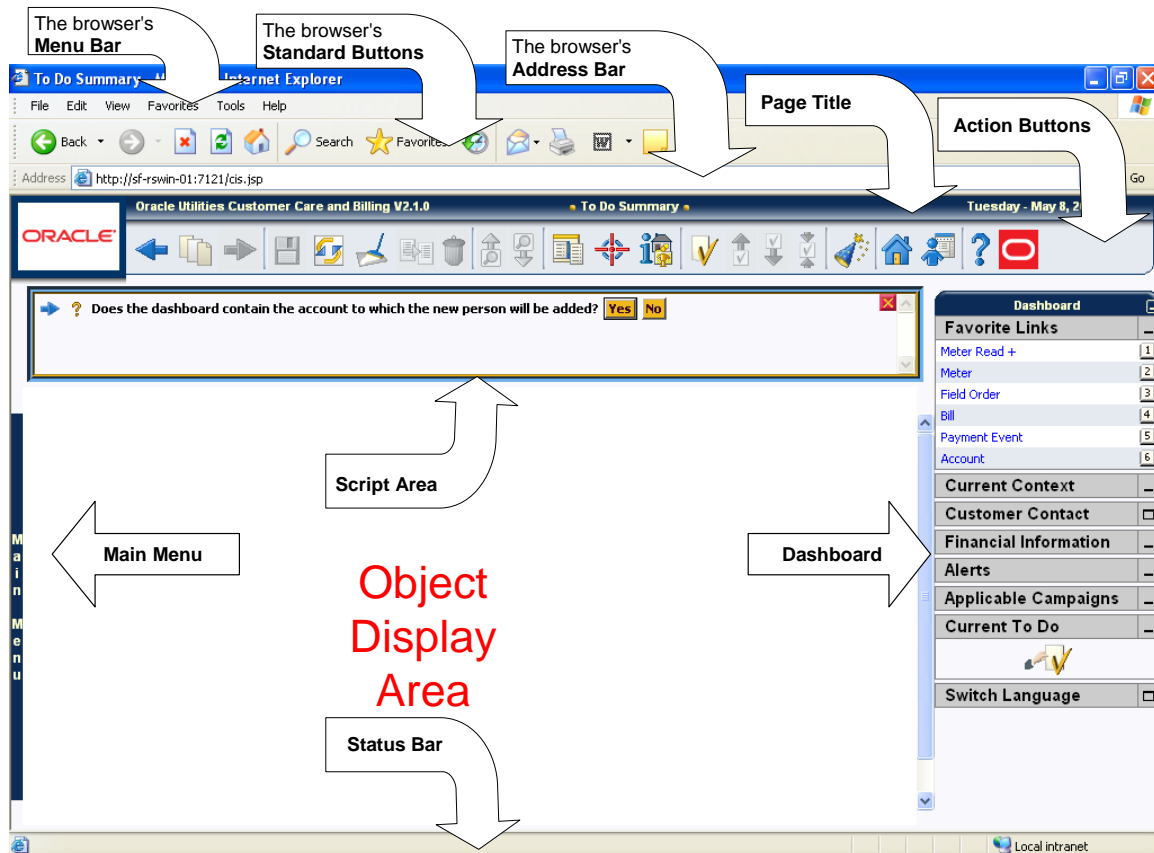 The browser's
Menu Bar
The browser's
Standard Buttons
The browser's
Address Bar
Page Title
Action Buttons
To Do Summary - M Internet Explorer
File Edit View Favorites Tools Help
Back Search Favorites
Address http://sf-rswin-01:7121/cis.jsp Go
ORACLE
Oracle Utilities Customer Care and Billing V2.1.0 To Do Summary Tuesday - May 8,
Does the dashboard contain the account to which the new person will be added? Yes No
Script Area
Main Menu
Main Menu
Object
Display
Area
Status Bar
Dashboard
Dashboard
Favorite Links
Meter Read + 1
Meter 2
Field Order 3
Bill 4
Payment Event 5
Account 6
Current Context
Customer Contact
Financial Information
Alerts
Applicable Campaigns
Current To Do
Switch Language
Local intranet